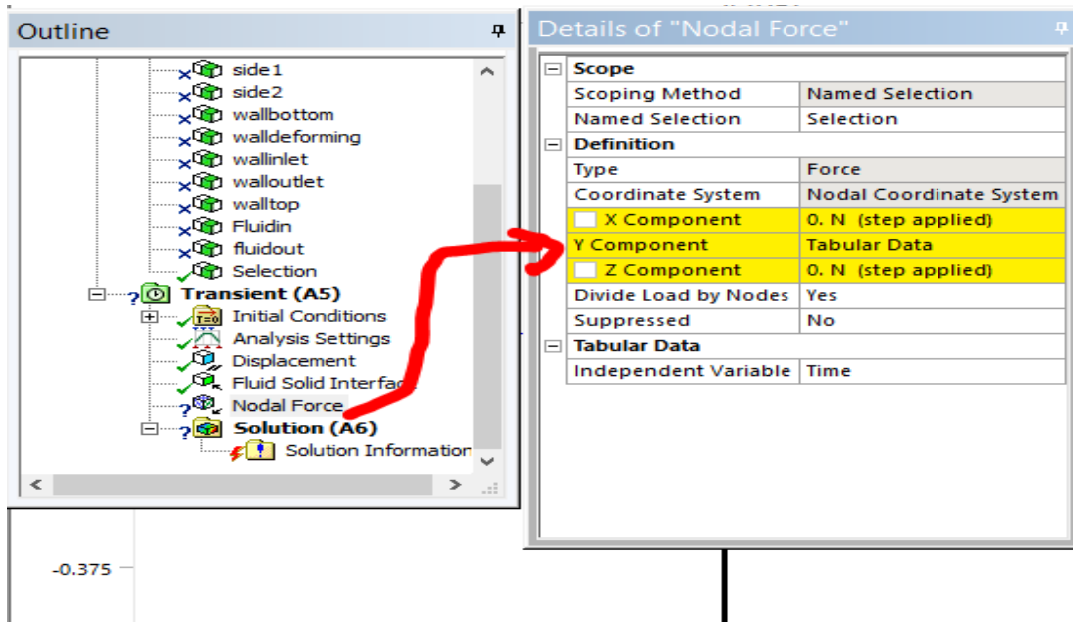 Outline
side1
side2
wallbottom
walldeforming
wallinlet
walloutlet
walltop
Fluidin
fluidout
Selection
Transient (A5)
T=0 Initial Conditions
Analysis Settings
Displacement
Fluid Solid Interfac
Nodal Force
Solution (A6)
Solution Information
-0.375
Details of "Nodal Force"
Scope
Scoping Method Named Selection
Named Selection Selection
Definition
Type Force
Coordinate System Nodal Coordinate System
X Component 0. N (step applied)
Y Component Tabular Data
Z Component 0. N (step applied)
Divide Load by Nodes Yes
Suppressed No
Tabular Data
Independent Variable Time